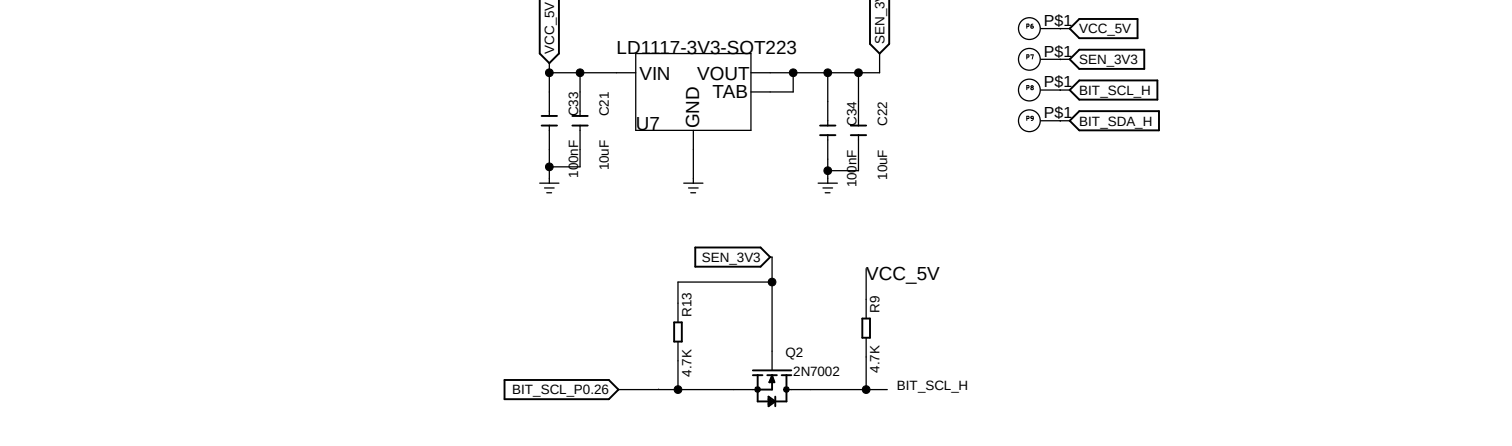 VCC_5V
LD1117-3V3-SOT223
VIN
VOUT
TAB
GND
U7
C33
100nF
C21
10uF
C34
100nF
C22
10uF
P6
P$1
VCC_5V
P7
P$1
SEN_3V3
P8
P$1
BIT_SCL_H
P9
P$1
BIT_SDA_H
SEN_3V3
VCC_5V
R13
4.7K
R9
4.7K
Q2
2N7002
BIT_SCL_P0.26
BIT_SCL_H